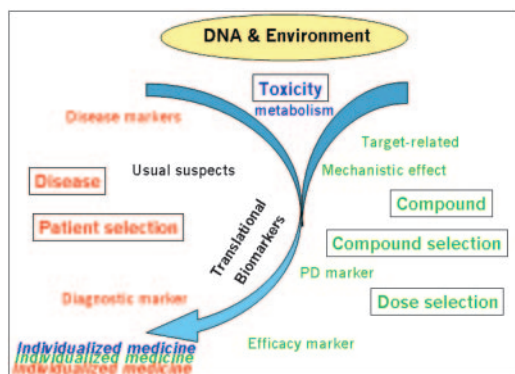 DNA & Environment
Toxicity
metabolism
Disease markers
Target-related
Usual suspects
Mechanistic effect
Disease
Compound
Patient selection
Translational
Biomarkers
Compound selection
PD marker
Diagnostic marker
Dose selection
Efficacy marker
Individualized medicine
Individualized medicine
Individualized medicine